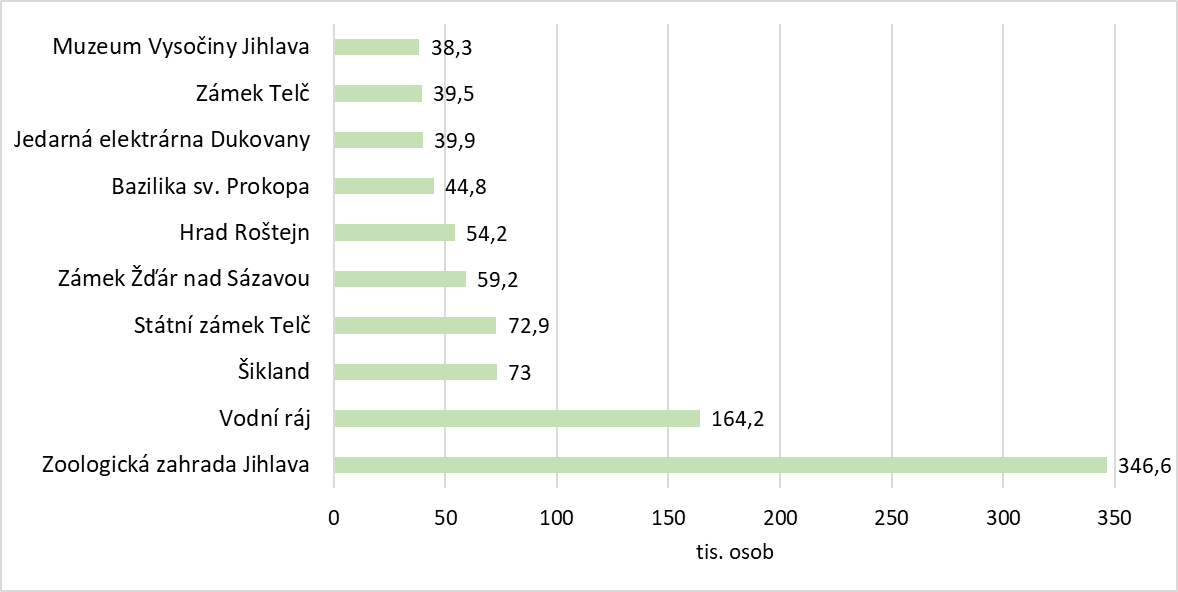 Muzeum Vysočiny Jihlava 38,3
Zámek Telč 39,5
Jedarná elektrárna Dukovany 39,9
Bazilika sv. Prokopa 44,8
Hrad Roštejn 54,2
Zámek Žďár nad Sázavou 59,2
Státní zámek Telč 72,9
Šikland 73
Vodní ráj 164,2
Zoologická zahrada Jihlava 346,6
0 50 100 150 200 250 300 350
tis. osob